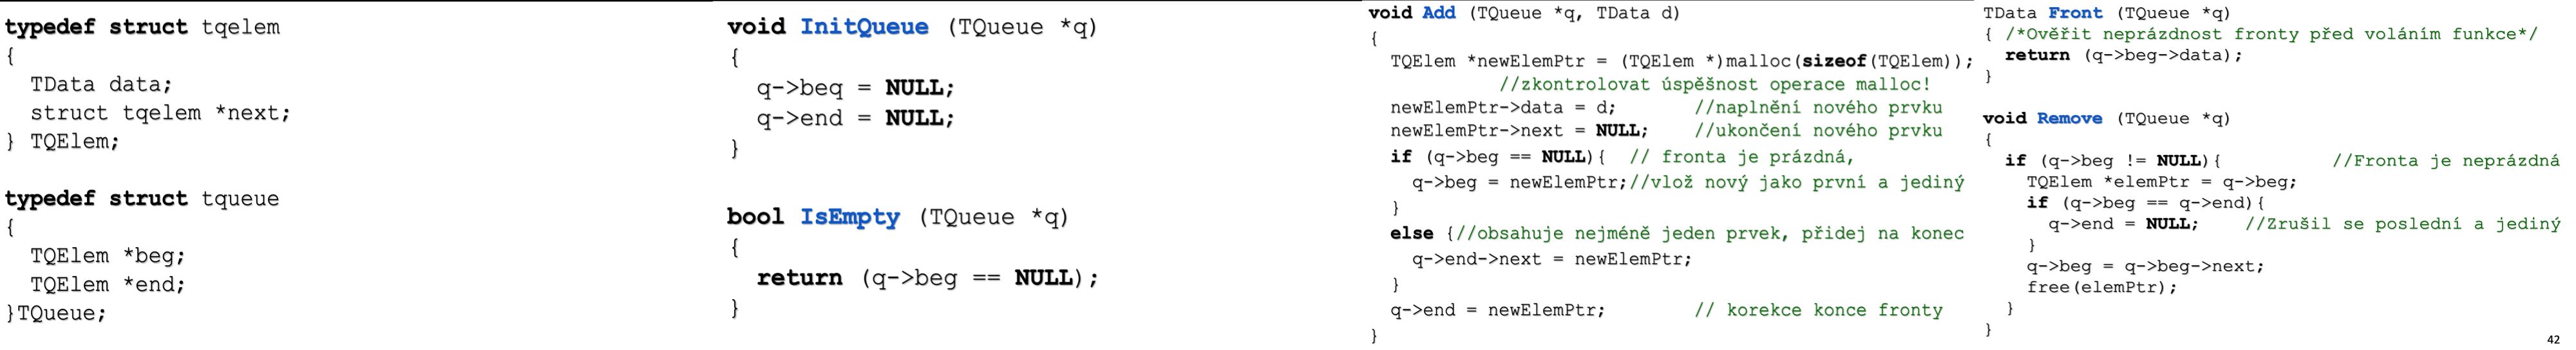 typedef struct tqelem
{
  TData data;
  struct tqelem *next;
} TQElem;
typedef struct tqueue
{
  TQElem *beg;
  TQElem *end;
}TQueue;
void InitQueue (TQueue *q)
{
  q->beq = NULL;
  q->end = NULL;
}
bool IsEmpty (TQueue *q)
{
  return (q->beg == NULL);
}
void Add (TQueue *q, TData d)
{
  TQElem *newElemPtr = (TQElem *)malloc(sizeof(TQElem));
            //zkontrolovat úspěšnost operace malloc!
  newElemPtr->data = d;       //naplnění nového prvku
  newElemPtr->next = NULL;    //ukončení nového prvku
  if (q->beg == NULL){  // fronta je prázdná,
    q->beg = newElemPtr;//vlož nový jako první a jediný
  }
  else {//obsahuje nejméně jeden prvek, přidej na konec
    q->end->next = newElemPtr;
  }
  q->end = newElemPtr;        // korekce konce fronty
}
TData Front (TQueue *q)
{ /*Ověřit neprázdnost fronty před voláním funkce*/
  return (q->beg->data);
}
void Remove (TQueue *q)
{
  if (q->beg != NULL){          //Fronta je neprázdná
    TQElem *elemPtr = q->beg;
    if (q->beg == q->end){
      q->end = NULL;    //Zrušil se poslední a jediný
    }
    q->beg = q->beg->next;
    free(elemPtr);
  }
}
42